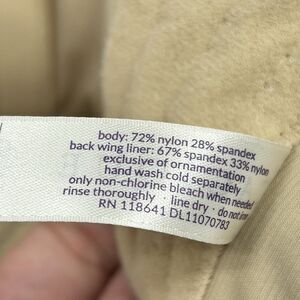 body: 72% nylon 28% spandex
back wing liner: 67% spandex 33% nylon
exclusive of ornamentation
hand wash cold separately
only non-chlorine bleach when needed
rinse thoroughly · line dry · do not iron
RN 118641 DL11070783